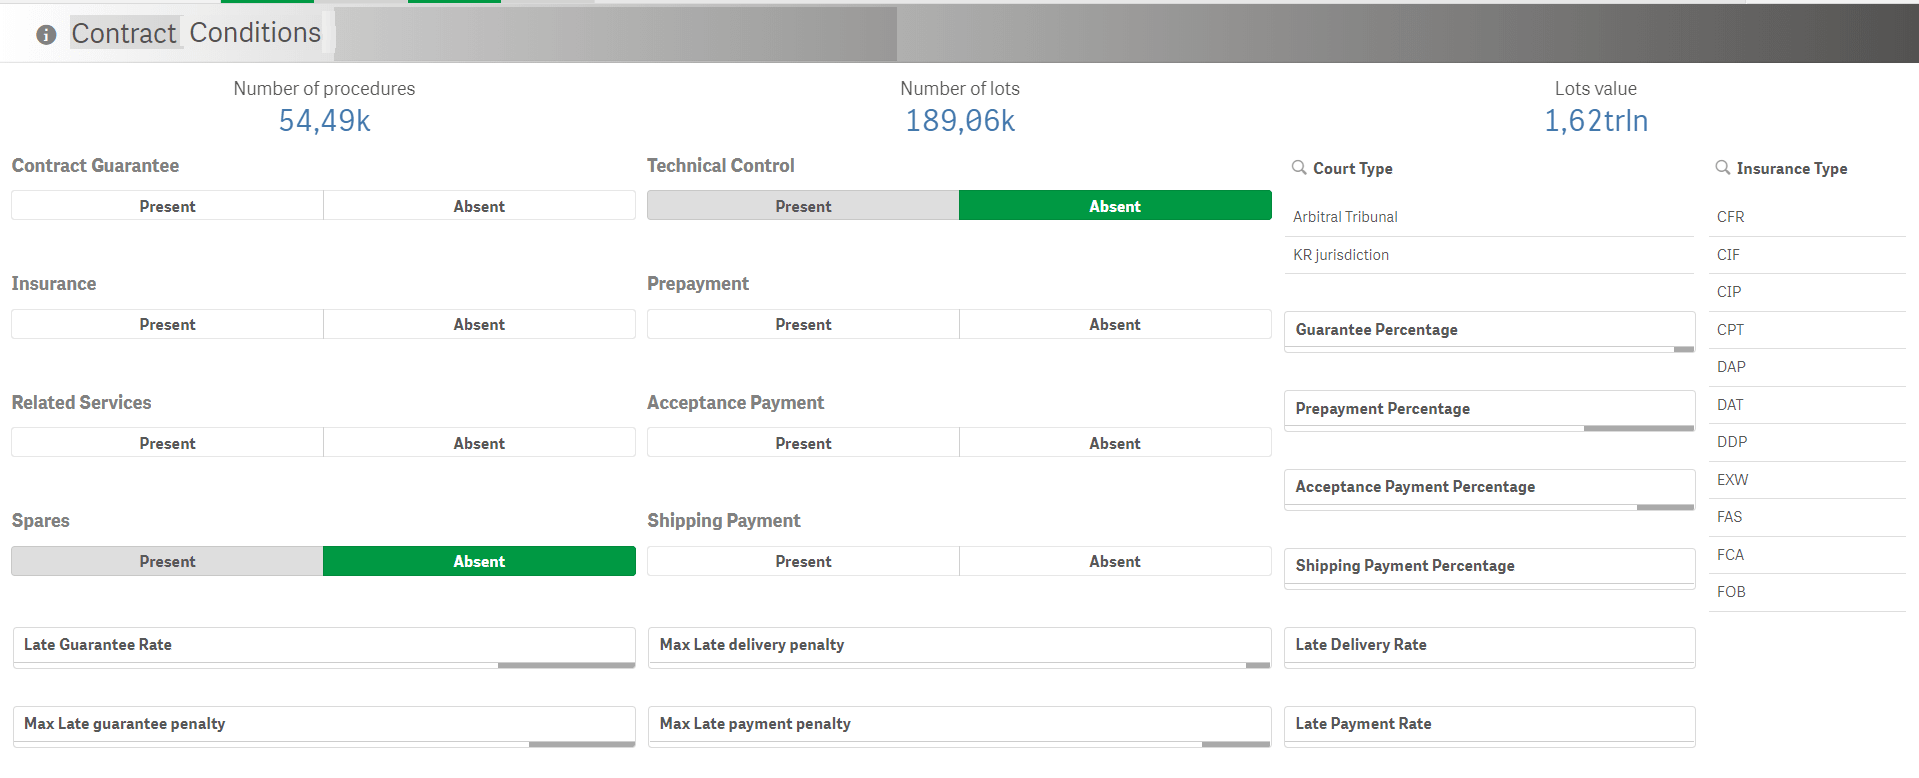 Contract Conditions
Number of procedures
54,49k
Number of lots
189,06k
Lots value
1,62trln
Contract Guarantee
Present Absent
Technical Control
Present Absent
Insurance
Present Absent
Prepayment
Present Absent
Related Services
Present Absent
Acceptance Payment
Present Absent
Spares
Present Absent
Shipping Payment
Present Absent
Court Type
Arbitral Tribunal
KR jurisdiction
Guarantee Percentage
Prepayment Percentage
Acceptance Payment Percentage
Shipping Payment Percentage
Insurance Type
CFR
CIF
CIP
CPT
DAP
DAT
DDP
EXW
FAS
FCA
FOB
Late Guarantee Rate
Max Late delivery penalty
Late Delivery Rate
Max Late guarantee penalty
Max Late payment penalty
Late Payment Rate